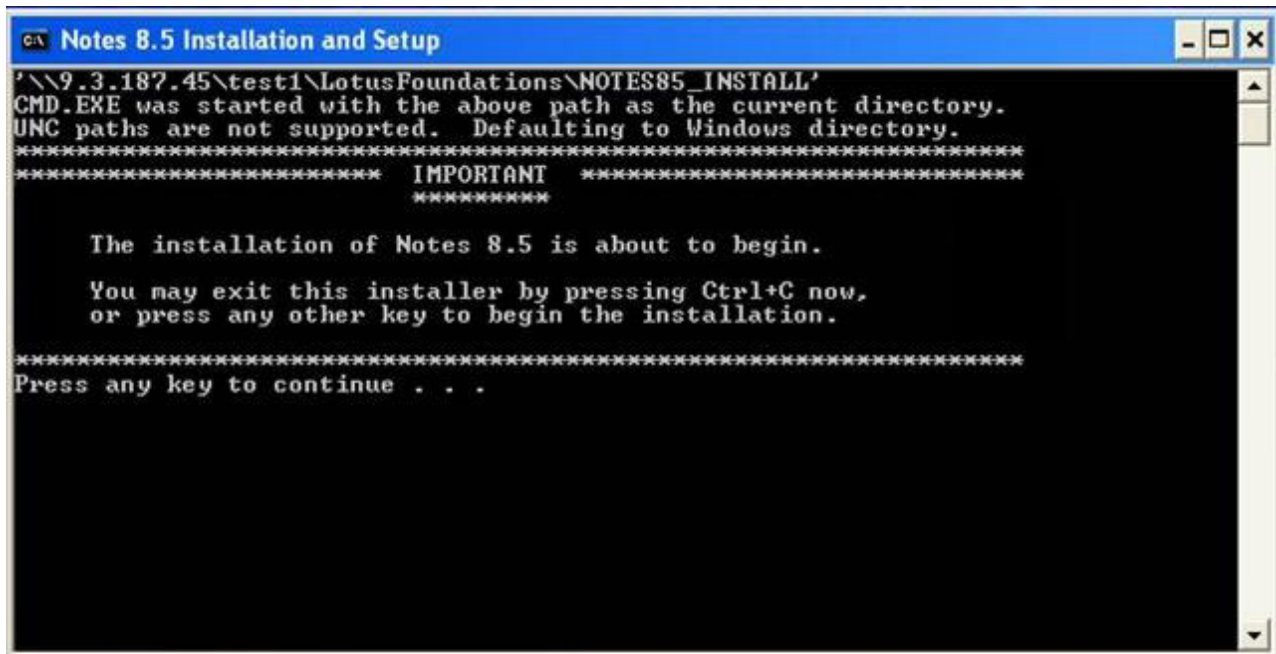 Notes 8.5 Installation and Setup
'\\9.3.187.45\test1\LotusFoundations\NOTES85_INSTALL'
CMD.EXE was started with the above path as the current directory.
UNC paths are not supported.  Defaulting to Windows directory.
******************************************************************
************************  IMPORTANT  *****************************
*********
The installation of Notes 8.5 is about to begin.
You may exit this installer by pressing Ctrl+C now,
or press any other key to begin the installation.
******************************************************************
Press any key to continue . . .